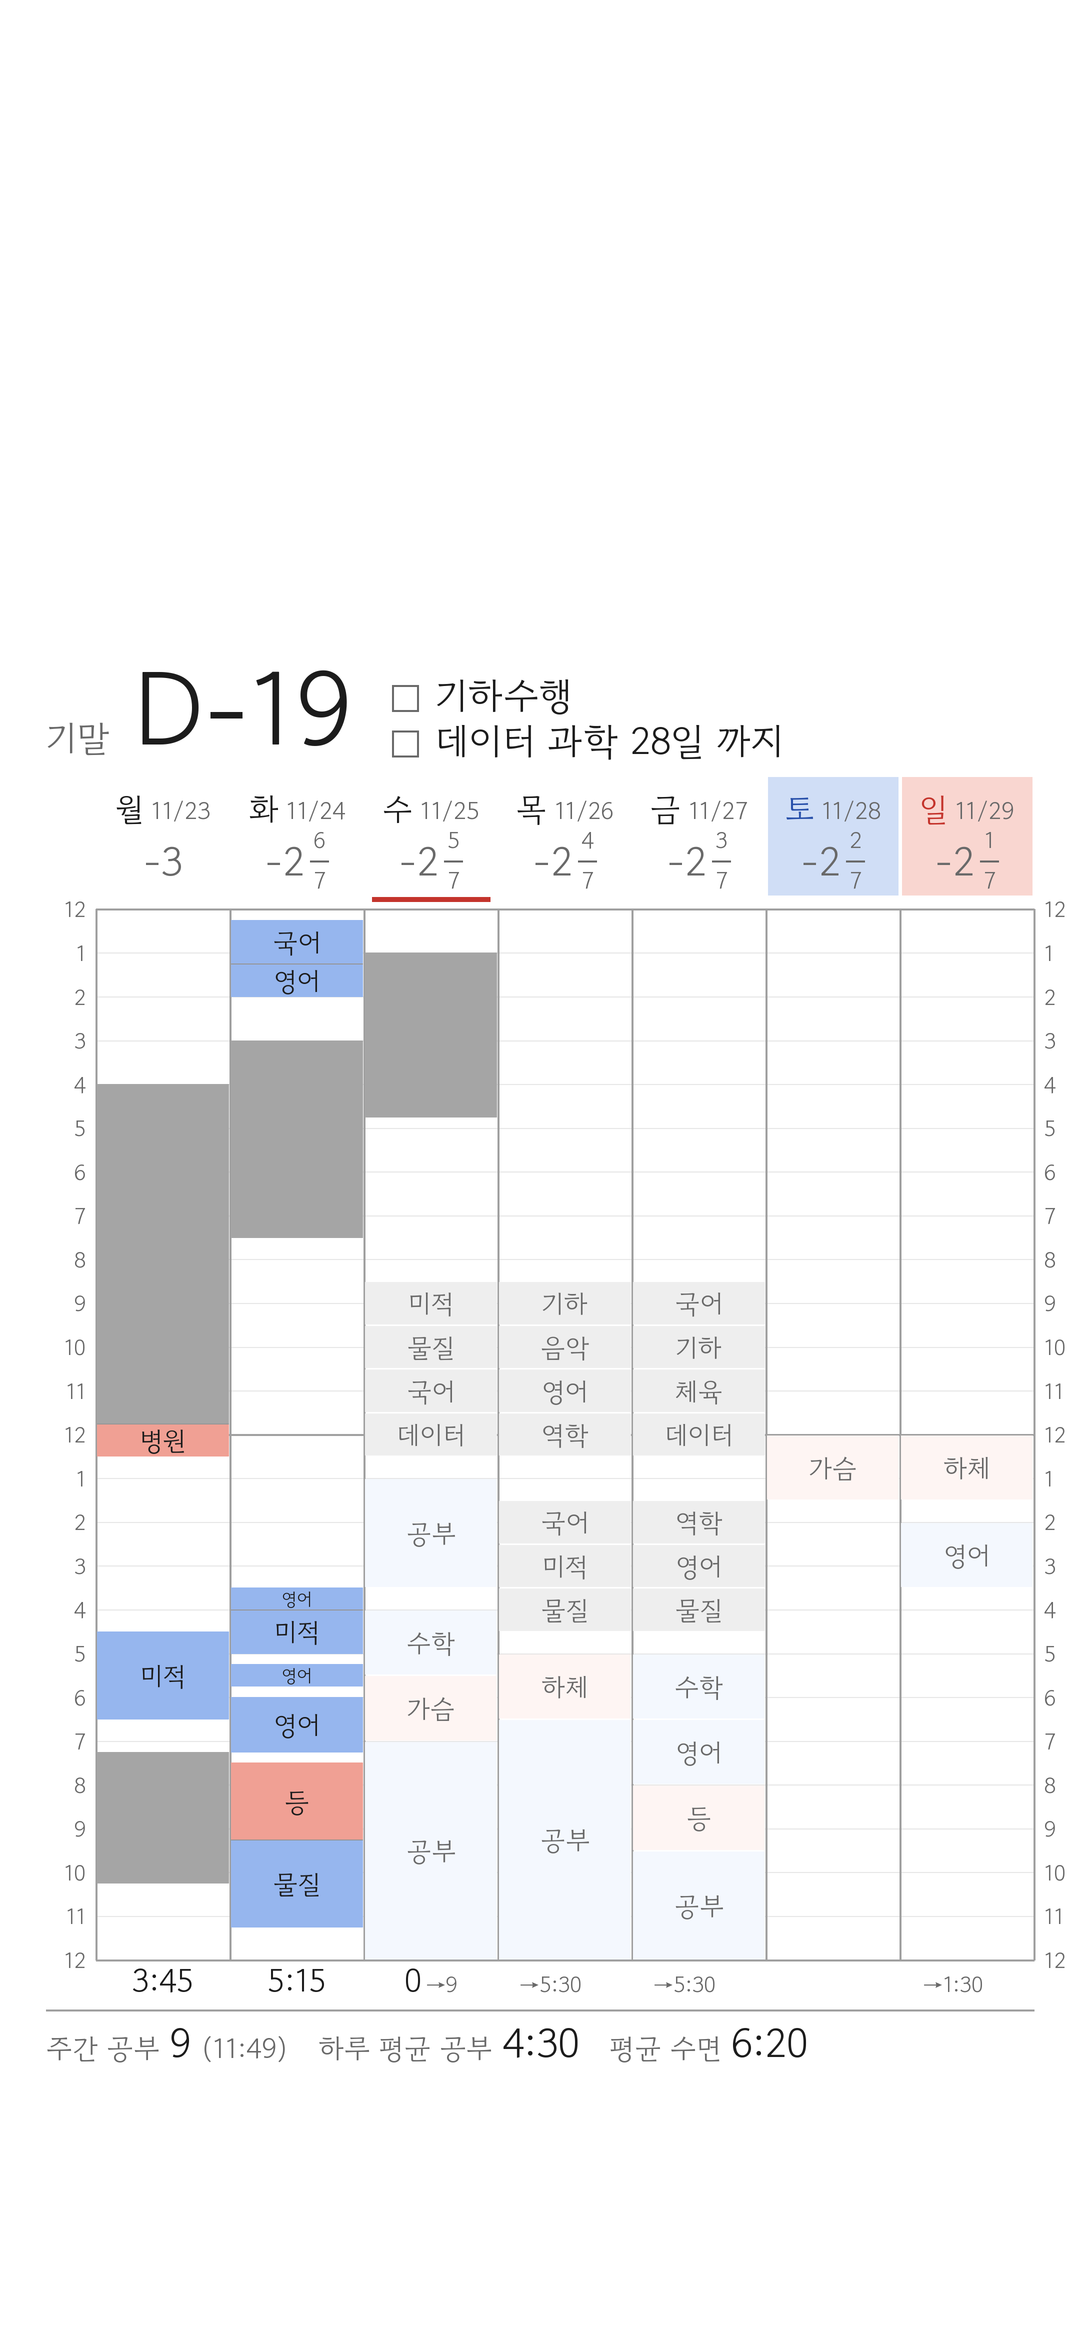 기말 D-19
□ 기하수행
□ 데이터 과학 28일 까지
월 11/23 화 11/24 수 11/25 목 11/26 금 11/27 토 11/28 일 11/29
-3 -2 6/7 -2 5/7 -2 4/7 -2 3/7 -2 2/7 -2 1/7
12 12
국어
1 1
영어
2 2
3 3
4 4
5 5
6 6
7 7
8 8
9 미적 기하 국어 9
10 물질 음악 기하 10
11 국어 영어 체육 11
12 병원 데이터 역학 데이터 12
가슴 하체
1 1
2 공부 국어 역학 2
영어
3 미적 영어 3
영어
4 물질 물질 4
미적 수학
5 5
미적 영어 하체 수학
6 가슴 6
영어
7 영어 7
8 등 등 8
9 공부 공부 9
10 물질 10
공부
11 11
12 12
3:45 5:15 0→9 →5:30 →5:30 →1:30
주간 공부 9 (11:49) 하루 평균 공부 4:30 평균 수면 6:20